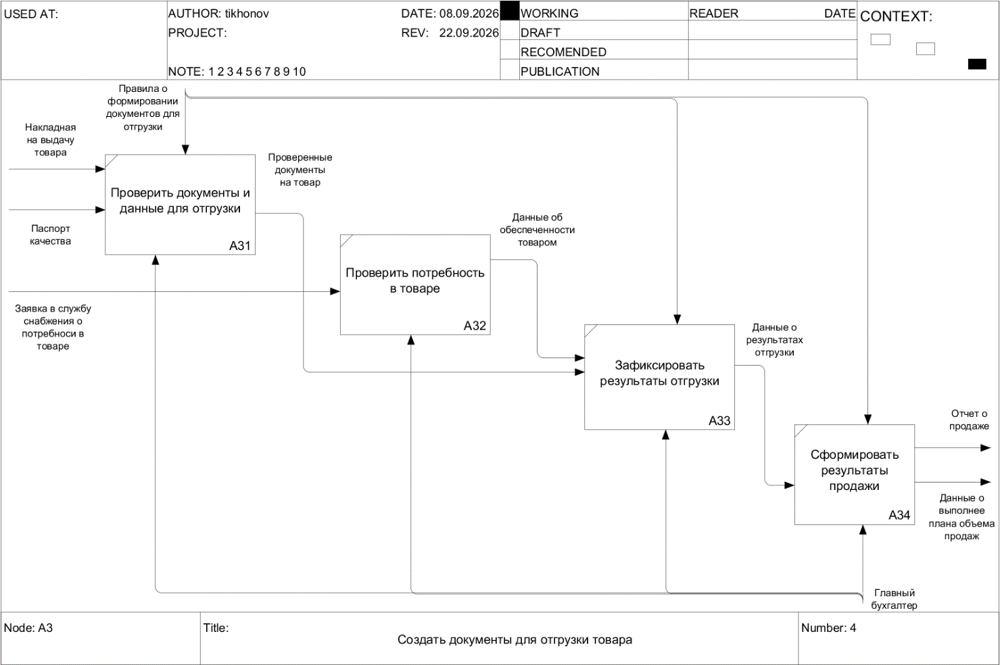 USED AT:
AUTHOR: tikhonov
DATE: 08.09.2026
PROJECT:
REV: 22.09.2026
NOTE: 1 2 3 4 5 6 7 8 9 10
WORKING
DRAFT
RECOMENDED
PUBLICATION
READER
DATE
CONTEXT:
Правила о
формировании
документов для
отгрузки
Накладная
на выдачу
товара
Паспорт
качества
Проверить документы и
данные для отгрузки
A31
Проверенные
документы
на товар
Заявка в службу
снабжения о
потребноси в
товаре
Проверить потребность
в товаре
A32
Данные об
обеспеченности
товаром
Зафиксировать
результаты отгрузки
A33
Данные о
результатах
отгрузки
Сформировать
результаты
продажи
A34
Отчет о
продаже
Данные о
выполнее
плана объема
продаж
Главный
бухгалтер
Node: A3
Title:
Создать документы для отгрузки товара
Number: 4